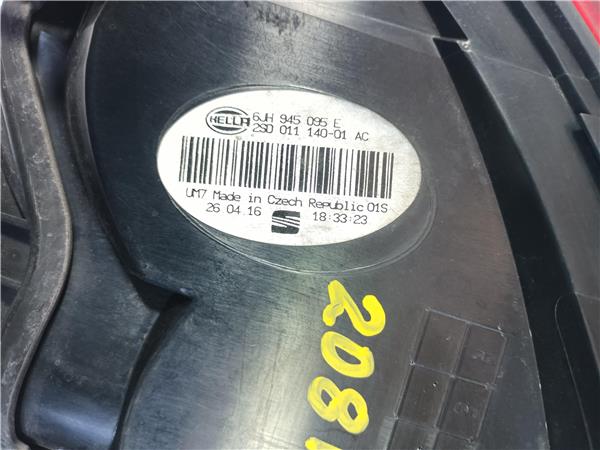 HELLA 6JH 945 095 E
2SD 011 140-01 AC
UM7 Made in Czech Republic 01S
26.04.16 18:33:23
2081